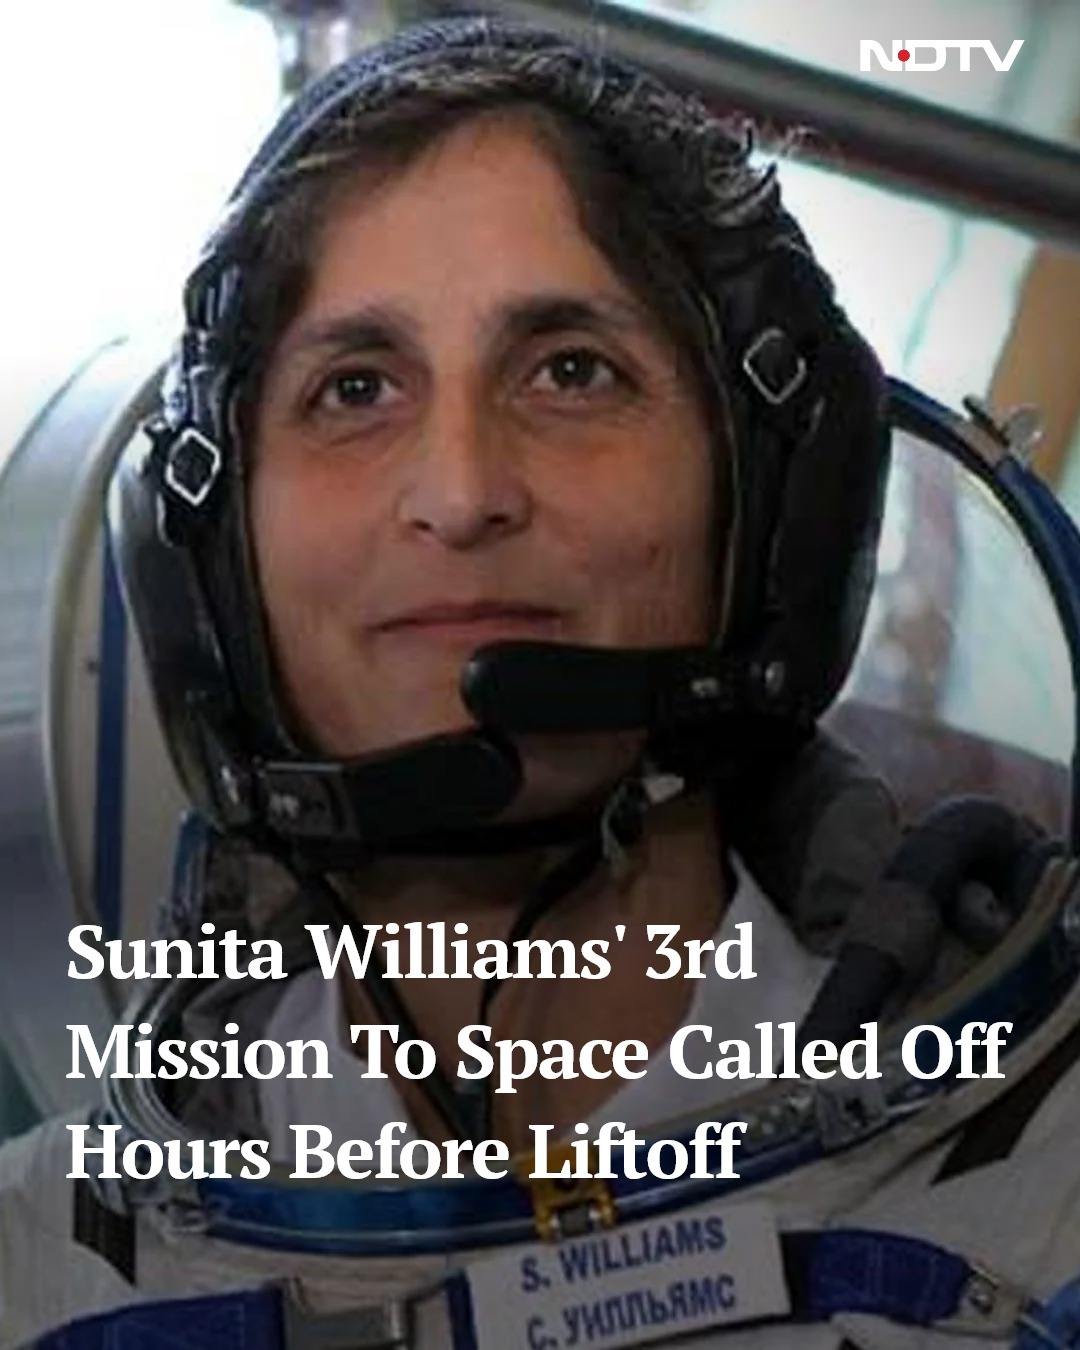 NDTV
Sunita Williams' 3rd
Mission To Space Called Off
Hours Before Liftoff
S. WILLIAMS
С. УИЛЛЬЯМС